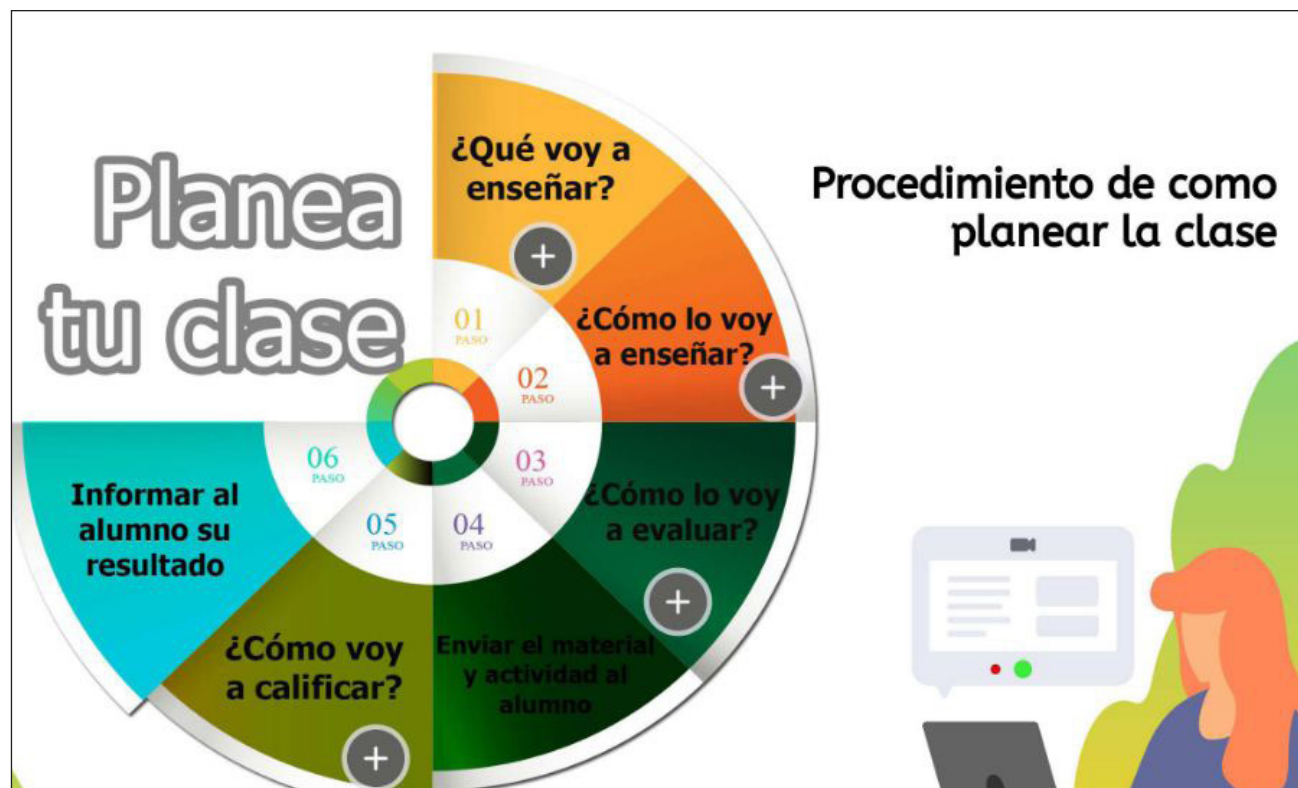 Planea
tu clase
Procedimiento de como
planear la clase
¿Qué voy a
enseñar?
01
PASO
¿Cómo lo voy
a enseñar?
02
PASO
¿Cómo lo voy
a evaluar?
03
PASO
Enviar el material
y actividad al
alumno
04
PASO
¿Cómo voy
a calificar?
05
PASO
Informar al
alumno su
resultado
06
PASO